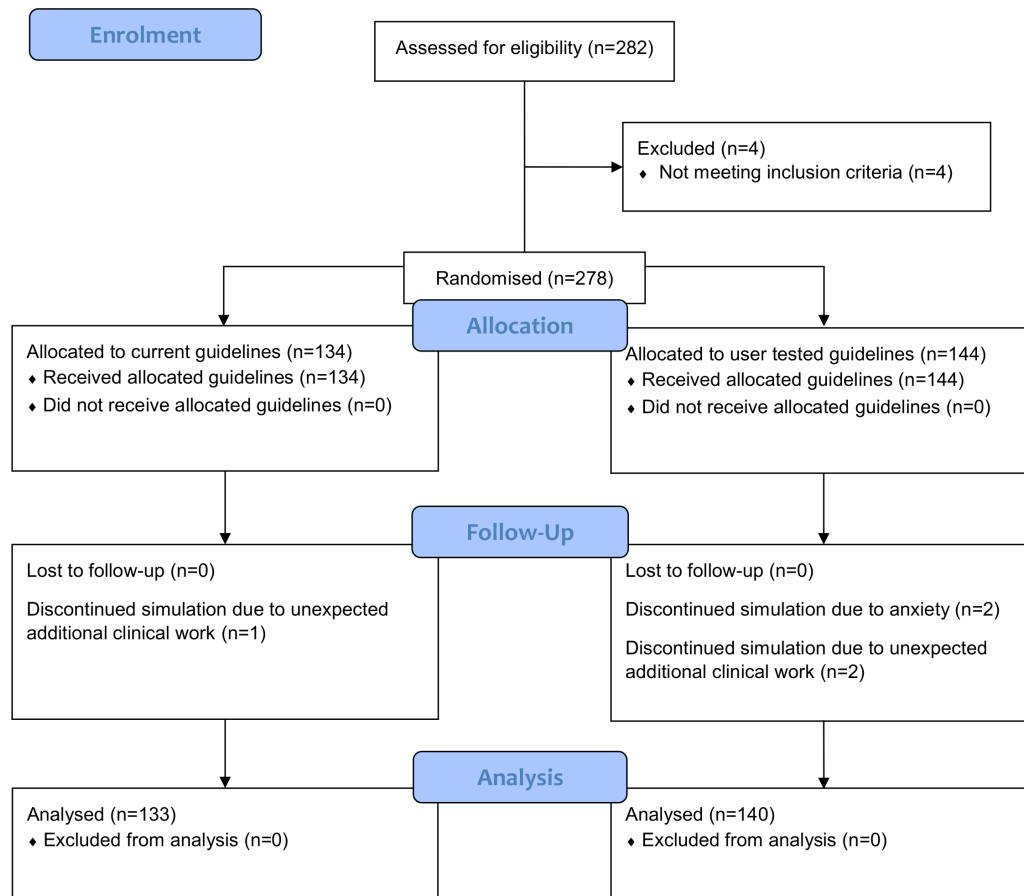 Enrolment
Assessed for eligibility (n=282)
Excluded (n=4)
♦ Not meeting inclusion criteria (n=4)
Randomised (n=278)
Allocation
Allocated to current guidelines (n=134)
♦ Received allocated guidelines (n=134)
♦ Did not receive allocated guidelines (n=0)
Allocated to user tested guidelines (n=144)
♦ Received allocated guidelines (n=144)
♦ Did not receive allocated guidelines (n=0)
Follow-Up
Lost to follow-up (n=0)
Discontinued simulation due to unexpected
additional clinical work (n=1)
Lost to follow-up (n=0)
Discontinued simulation due to anxiety (n=2)
Discontinued simulation due to unexpected
additional clinical work (n=2)
Analysis
Analysed (n=133)
♦ Excluded from analysis (n=0)
Analysed (n=140)
♦ Excluded from analysis (n=0)